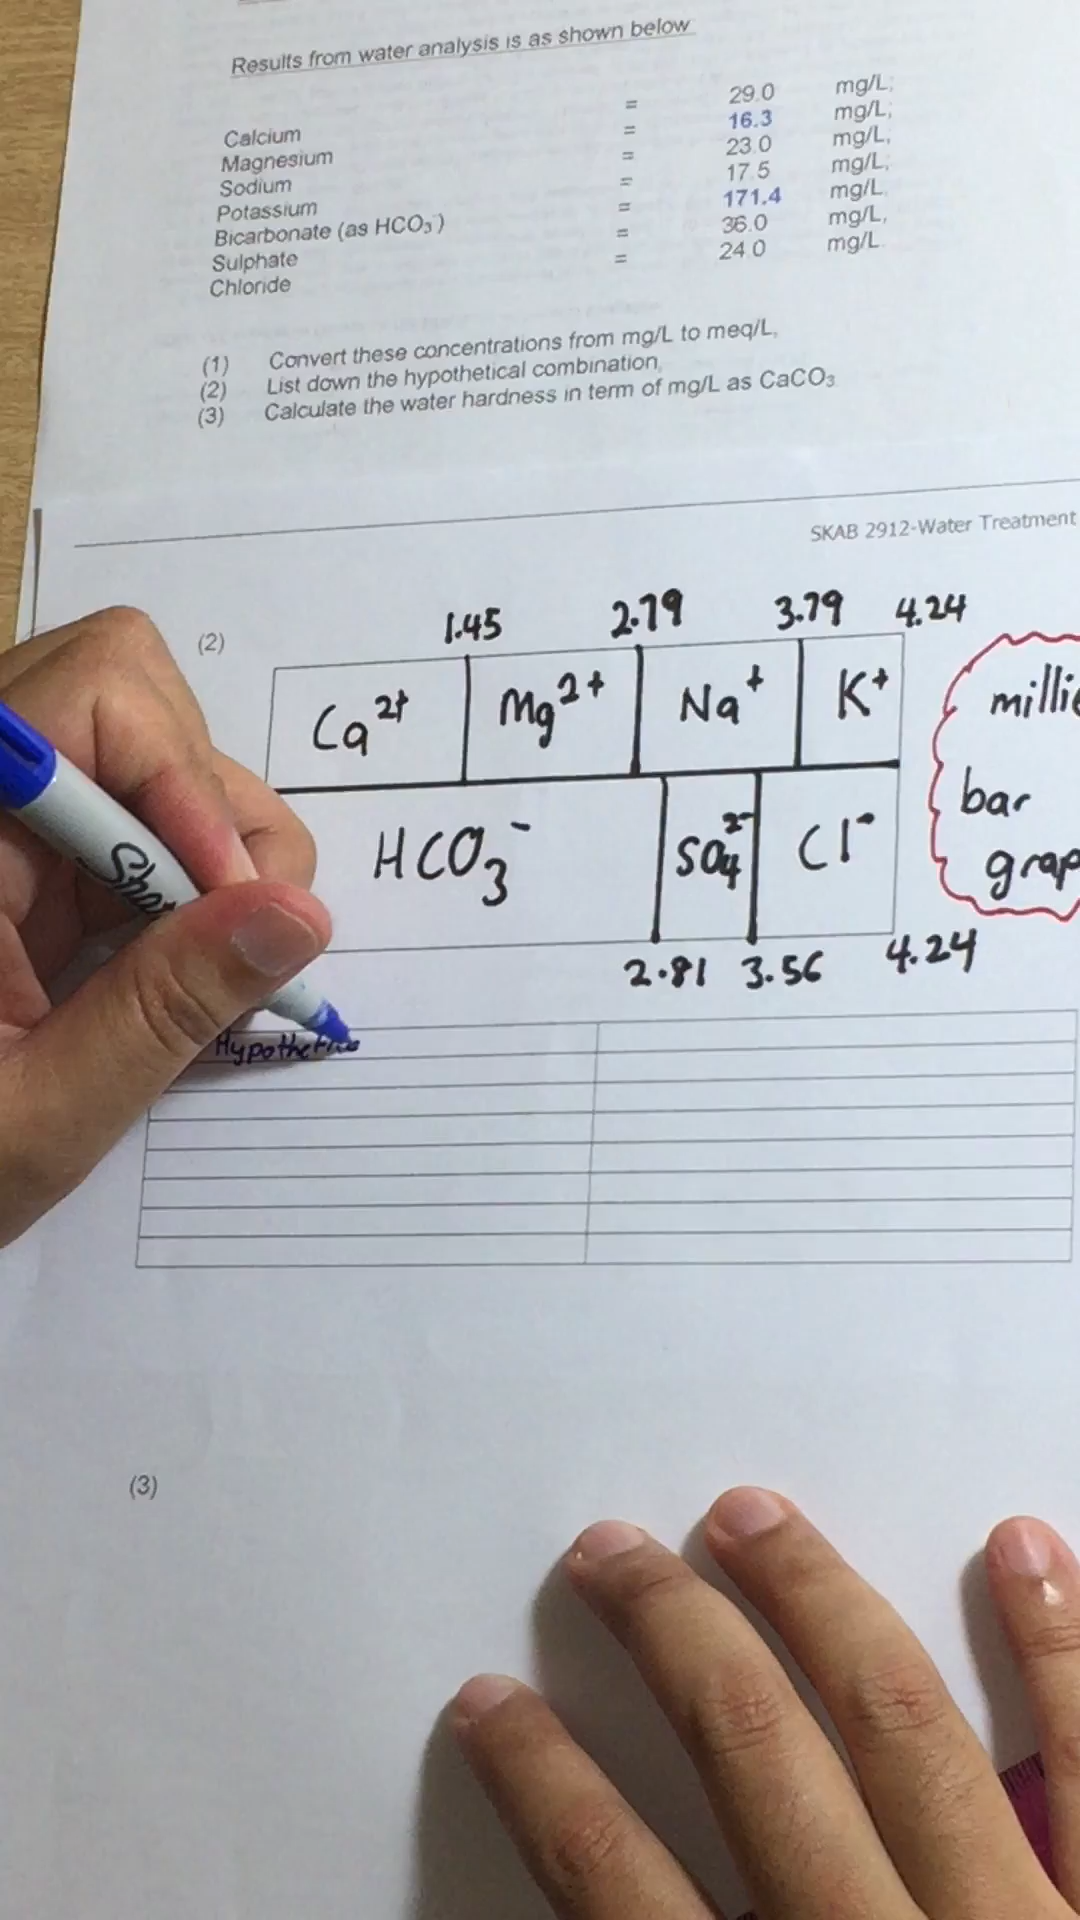 Results from water analysis is as shown below
Calcium = 29.0 mg/L;
Magnesium = 16.3 mg/L;
Sodium = 23.0 mg/L,
Potassium = 17.5 mg/L;
Bicarbonate (as HCO3-) = 171.4 mg/L
Sulphate = 36.0 mg/L,
Chloride = 24.0 mg/L.
(1) Convert these concentrations from mg/L to meq/L,
(2) List down the hypothetical combination,
(3) Calculate the water hardness in term of mg/L as CaCO3
SKAB 2912-Water Treatment
(2)
1.45 2.79 3.79 4.24
Ca2+ Mg2+ Na+ K+
HCO3- SO42- Cl-
2.81 3.56 4.24
bar
(3)